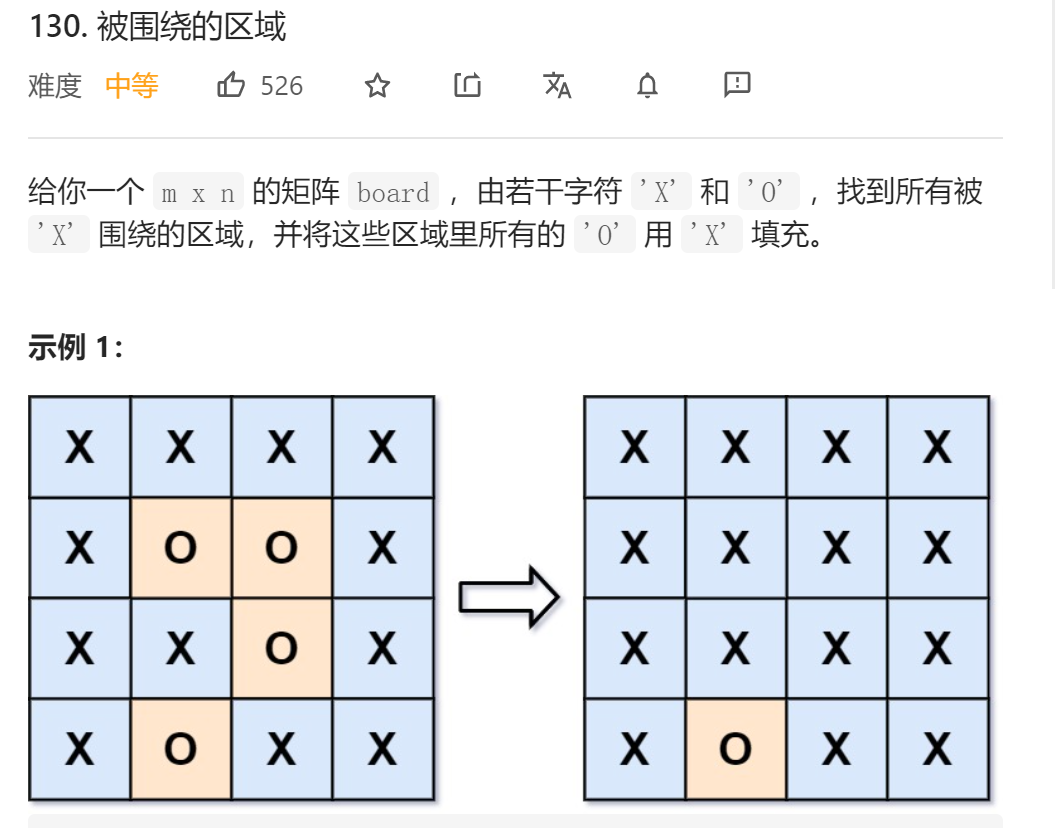 130. 被围绕的区域
难度 中等 526
给你一个 m x n 的矩阵 board ，由若干字符 'X' 和 'O' ，找到所有被
'X' 围绕的区域，并将这些区域里所有的 'O' 用 'X' 填充。
示例 1：
X X X X X X X X
X O O X X X X X
X X O X X X X X
X O X X X O X X